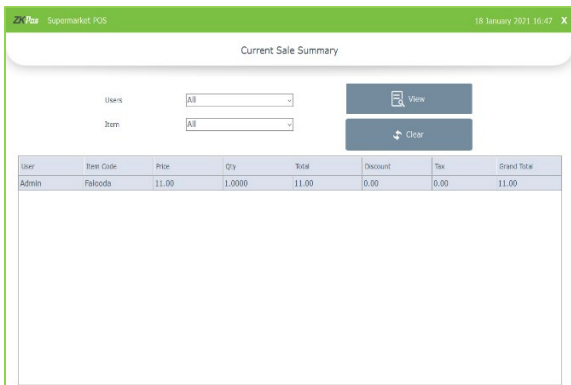 ZKPos Supermarket POS 18 January 2021 16:47 X
Current Sale Summary
Users All View
Item All Clear
User Item Code Price Qty Total Discount Tax Grand Total
Admin Falooda 11.00 1.0000 11.00 0.00 0.00 11.00